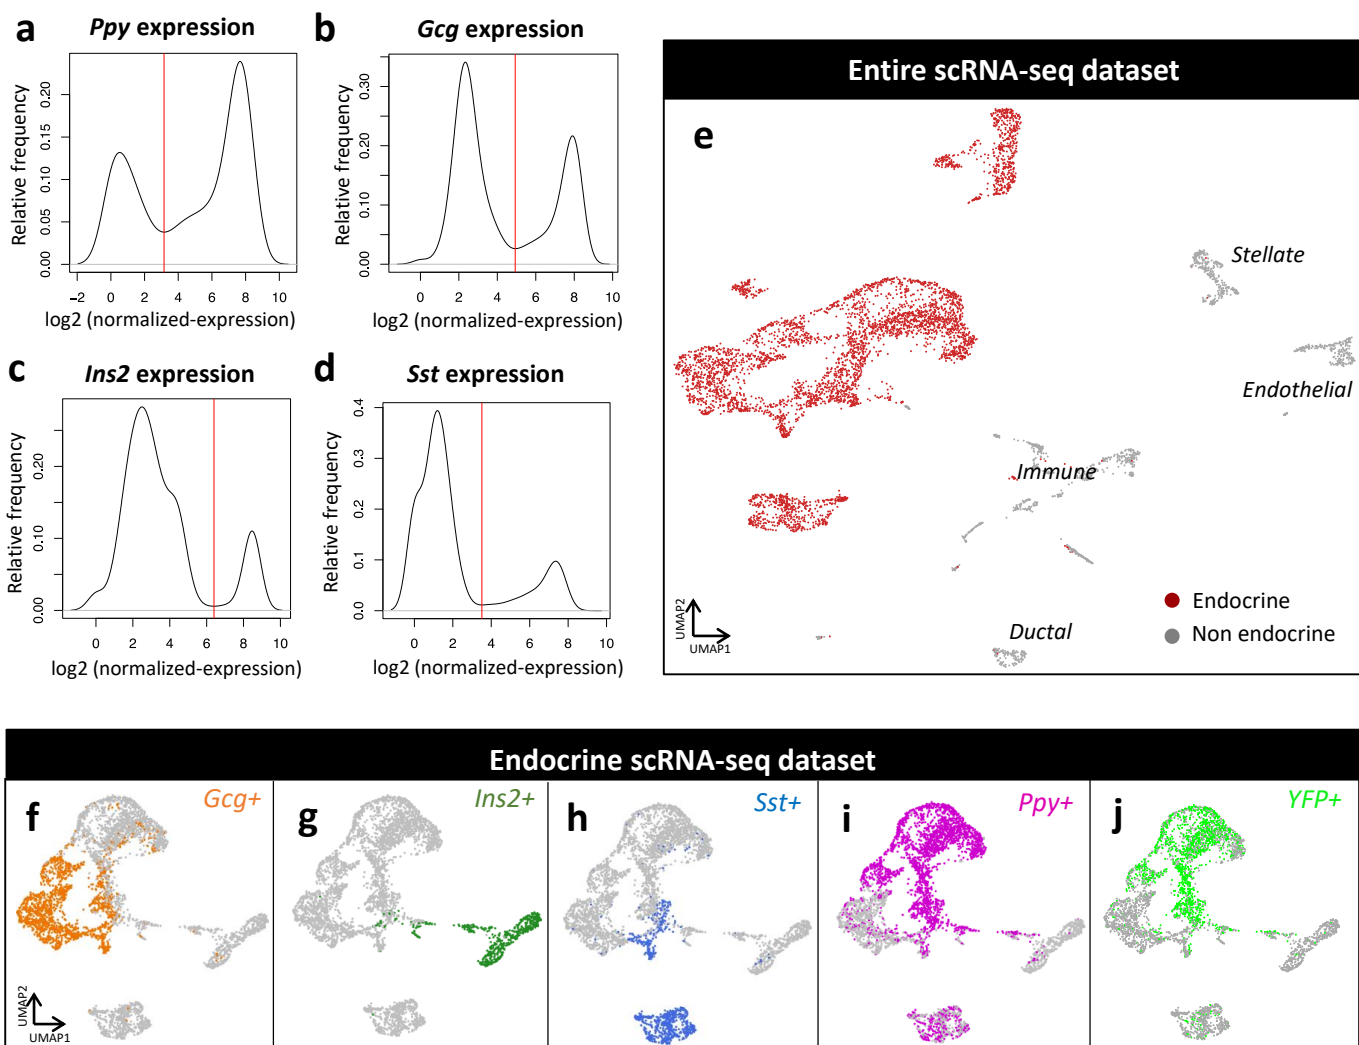 a
Ppy expression
Relative frequency
0.00 0.05 0.10 0.15 0.20
−2 0 2 4 6 8 10
log2 (normalized-expression)
b
Gcg expression
Relative frequency
0.00 0.10 0.20 0.30
0 2 4 6 8 10
log2 (normalized-expression)
c
Ins2 expression
Relative frequency
0.00 0.10 0.20
0 2 4 6 8 10
log2 (normalized-expression)
d
Sst expression
Relative frequency
0.0 0.1 0.2 0.3 0.4
0 2 4 6 8 10
log2 (normalized-expression)
Entire scRNA-seq dataset
e
Stellate
Endothelial
Immune
Ductal
Endocrine
Non endocrine
UMAP2
UMAP1
Endocrine scRNA-seq dataset
f
Gcg+
UMAP2
UMAP1
g
Ins2+
h
Sst+
i
Ppy+
j
YFP+